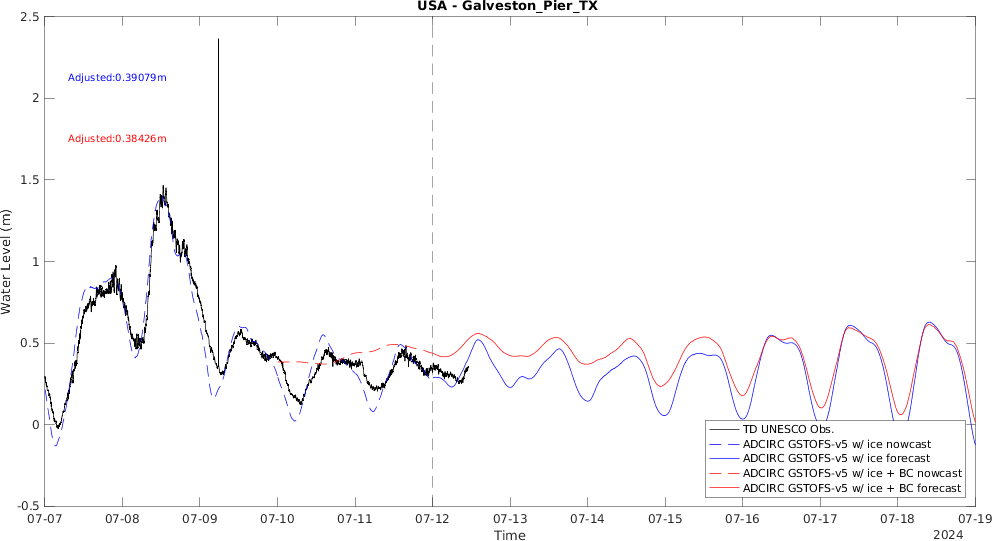 USA - Galveston_Pier_TX
2.5
2
1.5
1
0.5
0
-0.5
Water Level (m)
Adjusted:0.39079m
Adjusted:0.38426m
TD UNESCO Obs.
ADCIRC GSTOFS-v5 w/ ice nowcast
ADCIRC GSTOFS-v5 w/ ice forecast
ADCIRC GSTOFS-v5 w/ ice + BC nowcast
ADCIRC GSTOFS-v5 w/ ice + BC forecast
07-07 07-08 07-09 07-10 07-11 07-12 07-13 07-14 07-15 07-16 07-17 07-18 07-19
Time
2024